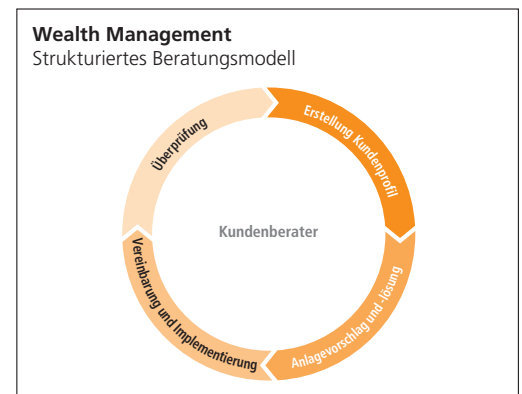 Wealth Management
Strukturiertes Beratungsmodell
Erstellung Kundenprofil
Anlagevorschlag und -lösung
Vereinbarung und Implementierung
Überprüfung
Kundenberater